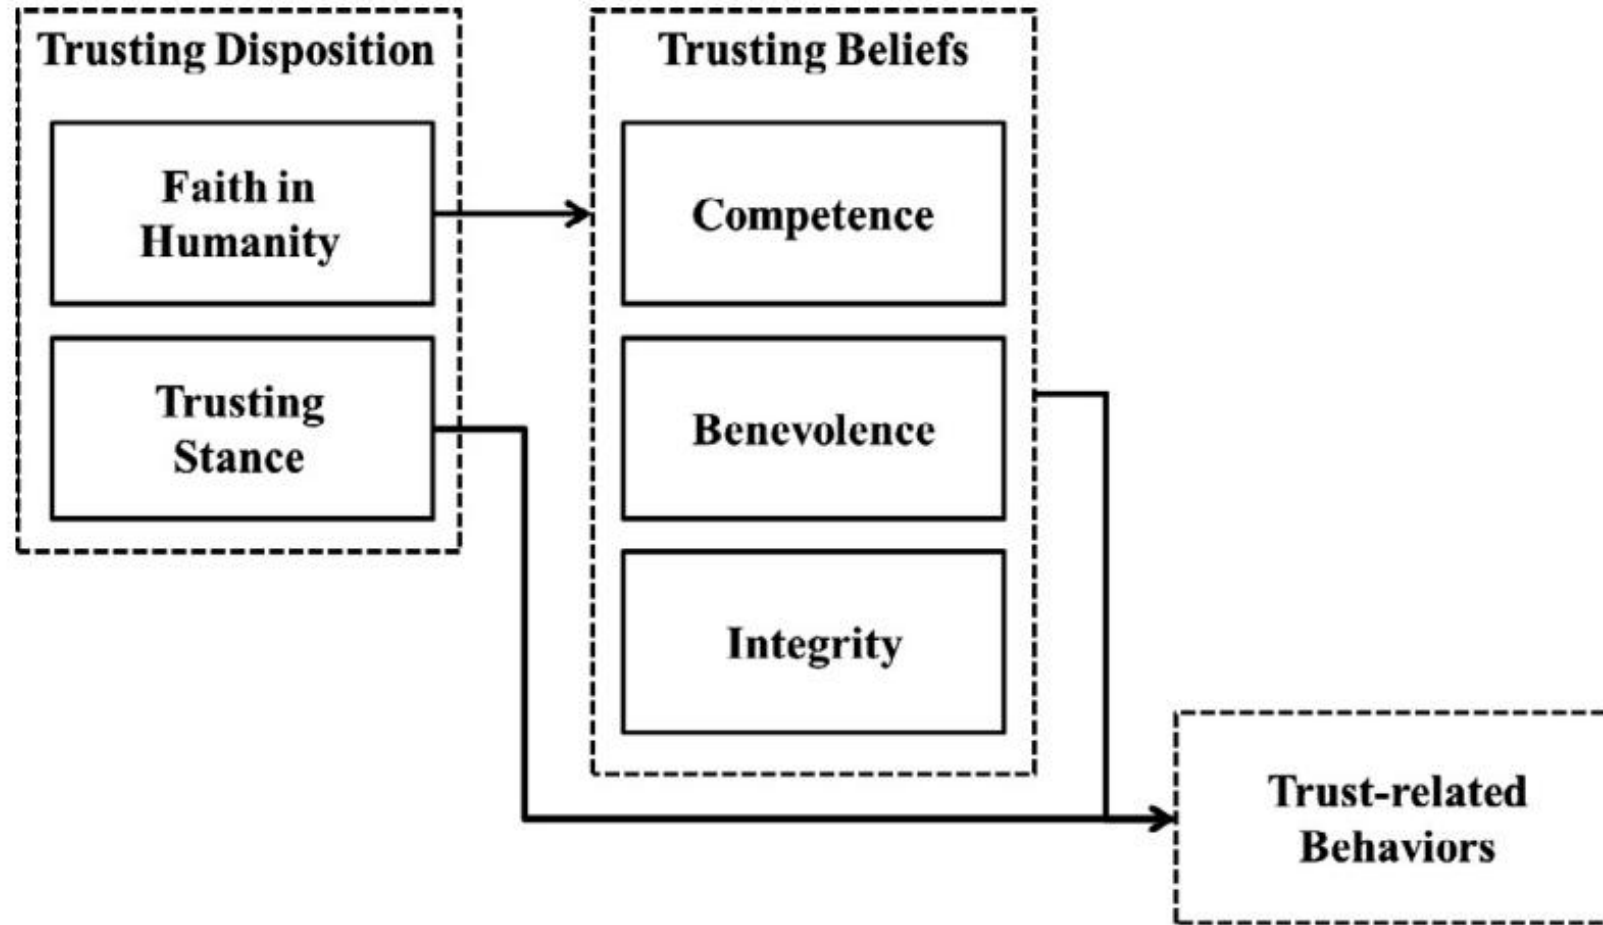 Trusting Disposition
Faith in
Humanity
Trusting
Stance
Trusting Beliefs
Competence
Benevolence
Integrity
Trust-related
Behaviors